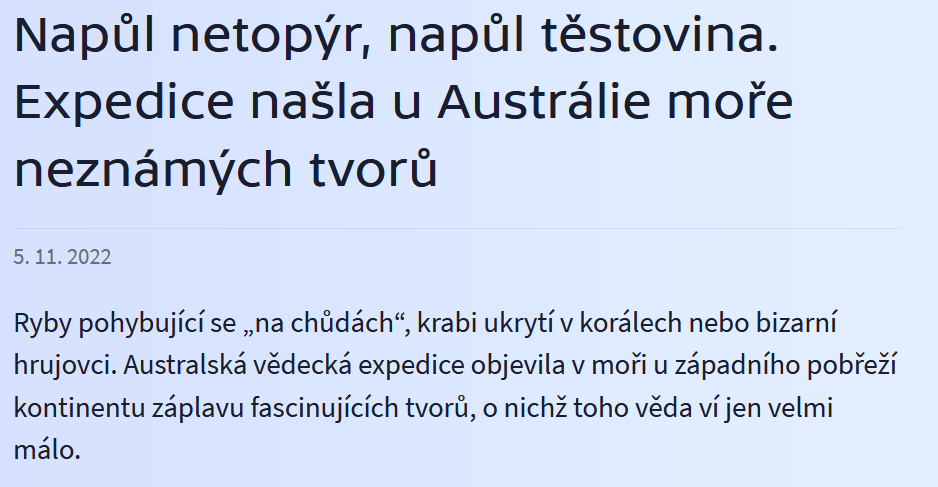 Napůl netopýr, napůl těstovina.
Expedice našla u Austrálie moře
neznámých tvorů
5. 11. 2022
Ryby pohybující se „na chůdách“, krabi ukrytí v korálech nebo bizarní
hrujovci. Australská vědecká expedice objevila v moři u západního pobřeží
kontinentu záplavu fascinujících tvorů, o nichž toho věda ví jen velmi
málo.